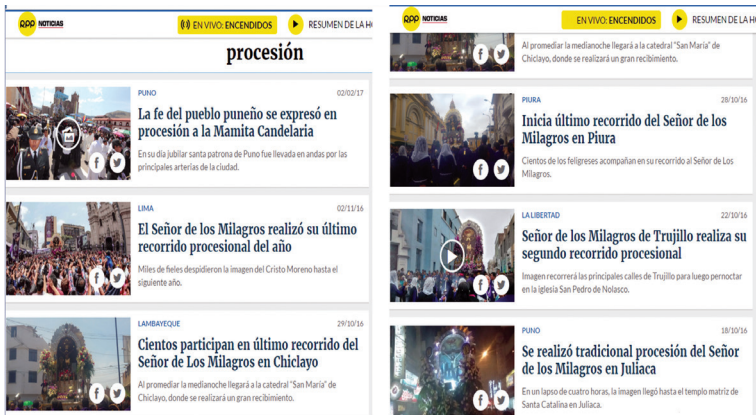 RPP NOTICIAS
EN VIVO: ENCENDIDOS
RESUMEN DE LA H
procesión
PUNO
02/02/17
La fe del pueblo puneño se expresó en
procesión a la Mamita Candelaria
En su día jubilar santa patrona de Puno fue llevada en andas por las
principales arterias de la ciudad.
LIMA
02/11/16
El Señor de los Milagros realizó su último
recorrido procesional del año
Miles de fieles despidieron la imagen del Cristo Moreno hasta el
siguiente año.
LAMBAYEQUE
29/10/16
Cientos participan en último recorrido del
Señor de Los Milagros en Chiclayo
Al promediar la medianoche llegará a la catedral "San María" de
Chiclayo, donde se realizará un gran recibimiento.
RPP NOTICIAS
EN VIVO: ENCENDIDOS
RESUMEN DE LA HO
Al promediar la medianoche llegará a la catedral "San María" de
Chiclayo, donde se realizará un gran recibimiento.
PIURA
28/10/16
Inicia último recorrido del Señor de los
Milagros en Piura
Cientos de los feligreses acompañan en su recorrido al Señor de Los
Milagros.
LA LIBERTAD
22/10/16
Señor de los Milagros de Trujillo realiza su
segundo recorrido procesional
Imagen recorrerá las principales calles de Trujillo para luego pernoctar
en la iglesia San Pedro de Nolasco.
PUNO
18/10/16
Se realizó tradicional procesión del Señor
de los Milagros en Juliaca
En un lapso de cuatro horas, la imagen llegó hasta el templo matriz de
Santa Catalina en Juliaca.